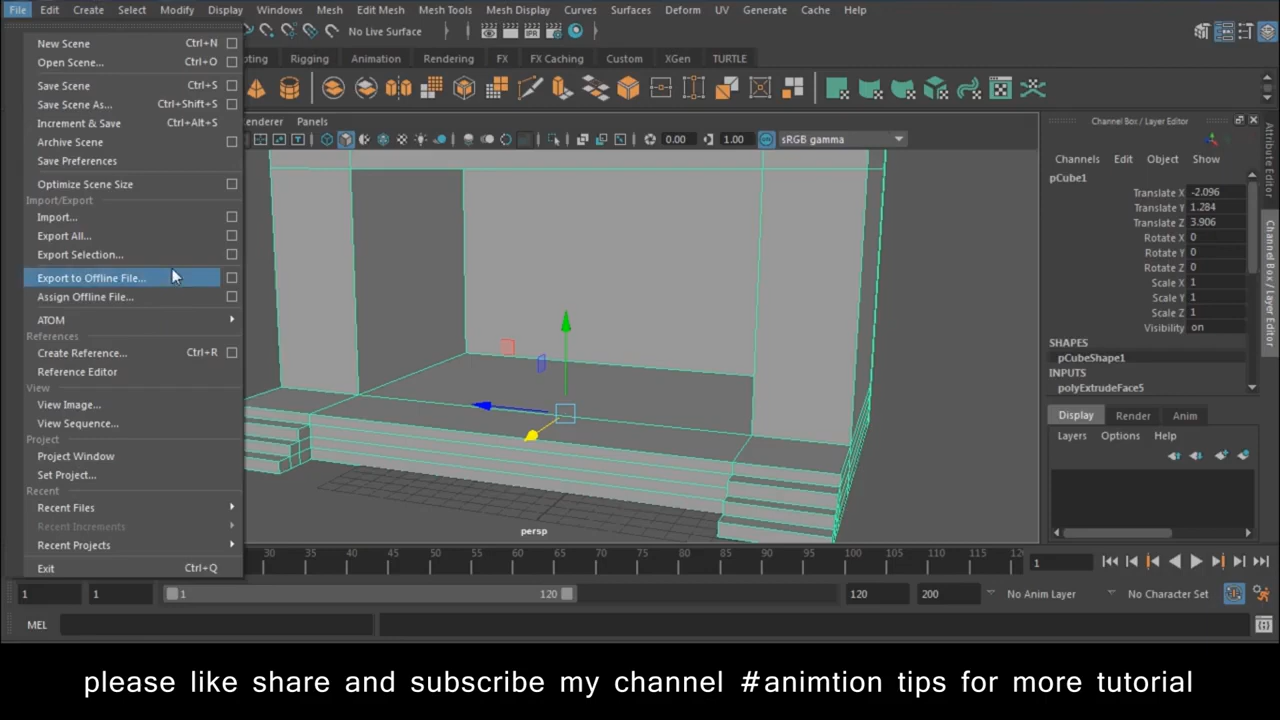 File Edit Create Select Modify Display Windows Mesh Edit Mesh Mesh Tools Mesh Display Curves Surfaces Deform UV Generate Cache Help
No Live Surface
Rigging Animation Rendering FX FX Caching Custom XGen TURTLE
Panels 0.00 1.00 sRGB gamma
New Scene Ctrl+N
Open Scene... Ctrl+O
Save Scene Ctrl+S
Save Scene As... Ctrl+Shift+S
Increment & Save Ctrl+Alt+S
Archive Scene
Save Preferences
Optimize Scene Size
Import/Export
Import...
Export All...
Export Selection...
Export to Offline File...
Assign Offline File...
ATOM
References
Create Reference... Ctrl+R
Reference Editor
View
View Image...
View Sequence...
Project
Project Window
Set Project...
Recent
Recent Files
Recent Increments
Recent Projects
Exit Ctrl+Q
persp
Channel Box / Layer Editor
Channels Edit Object Show
pCube1
Translate X -2.096
Translate Y 1.284
Translate Z 3.906
Rotate X 0
Rotate Y 0
Rotate Z 0
Scale X 1
Scale Y 1
Scale Z 1
Visibility on
SHAPES
pCubeShape1
INPUTS
polyExtrudeFace5
Display Render Anim
Layers Options Help
Attribute Editor
Channel Box / Layer Editor
30 35 40 45 50 55 60 65 70 75 80 85 90 95 100 105 110 115 12 1
1 1 1 120 120 200 No Anim Layer No Character Set
MEL
please like share and subscribe my channel #animtion tips for more tutorial